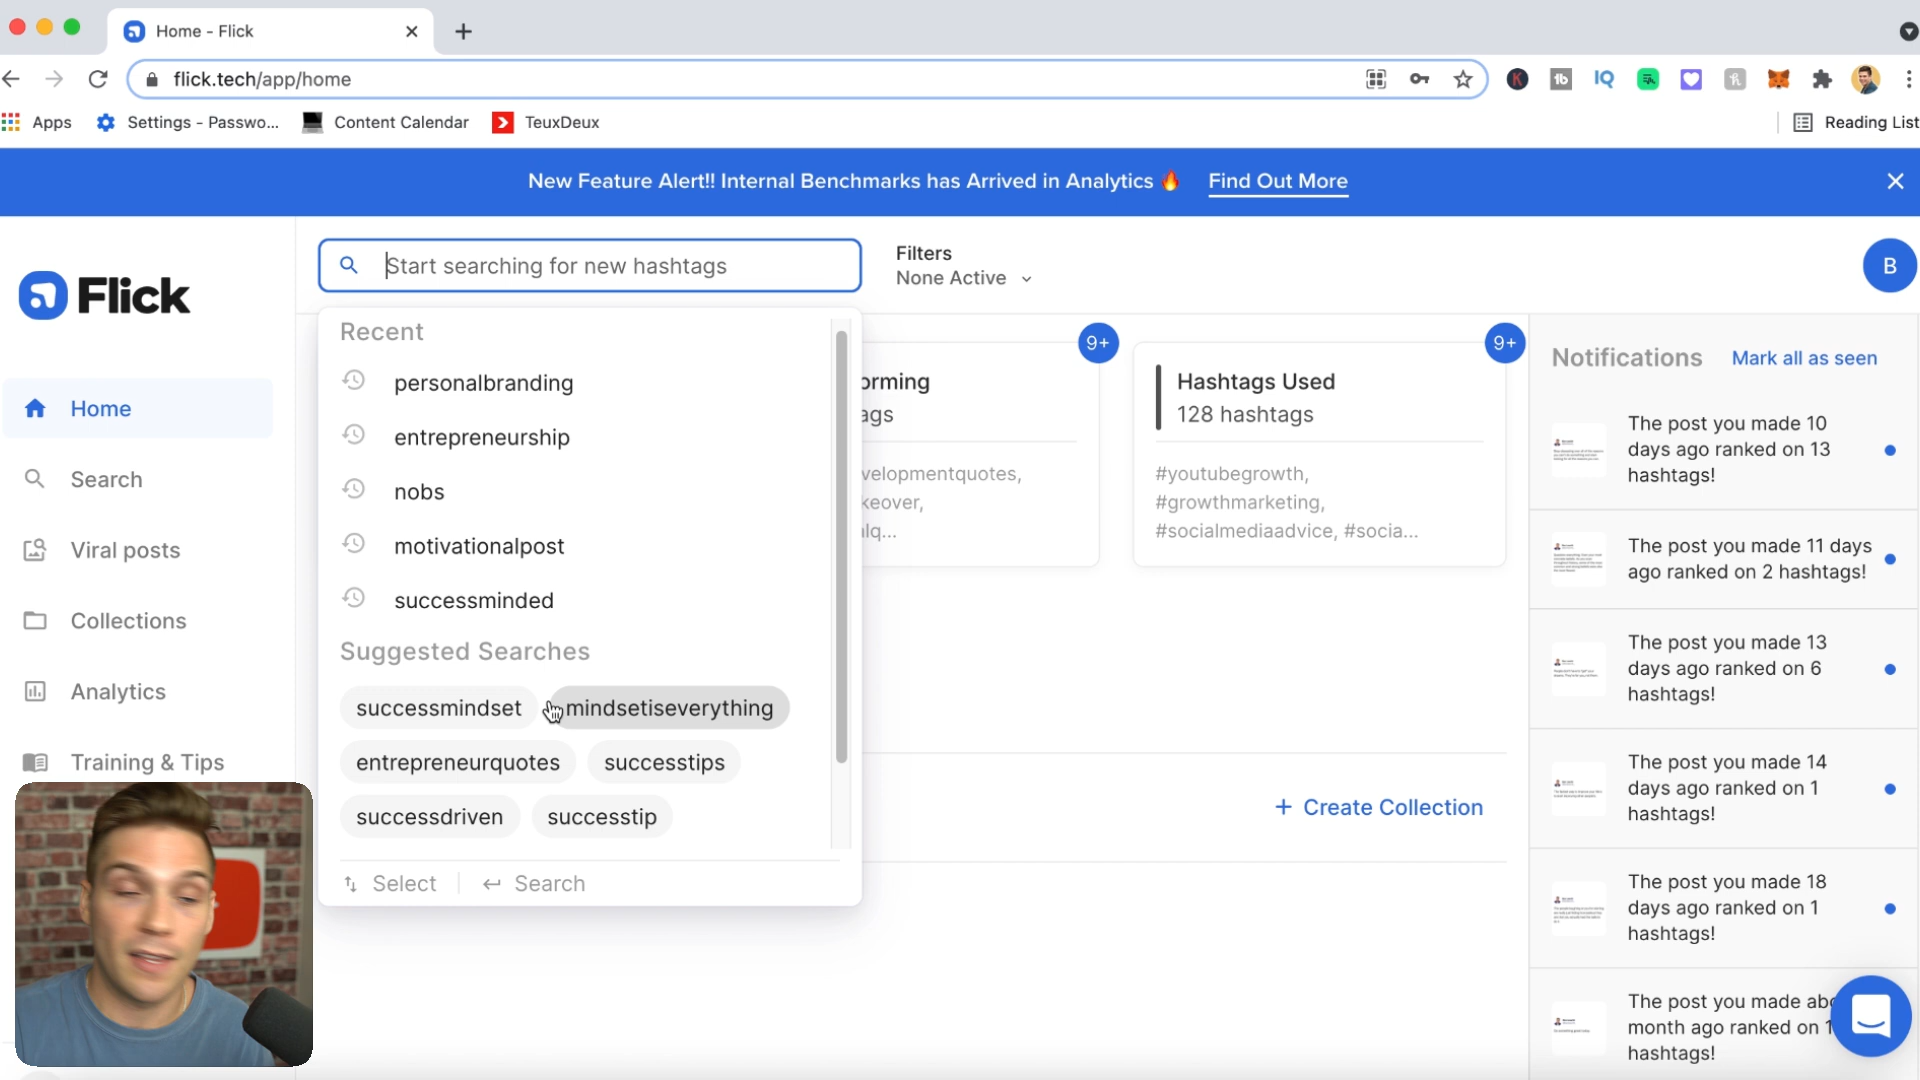 Home - Flick
flick.tech/app/home
Apps
Settings - Passwo...
Content Calendar
TeuxDeux
Reading List
New Feature Alert!! Internal Benchmarks has Arrived in Analytics 🔥 Find Out More
Flick
Start searching for new hashtags
Filters
None Active
B
Home
Search
Viral posts
Collections
Analytics
Training & Tips
Recent
personalbranding
entrepreneurship
nobs
motivationalpost
successminded
Suggested Searches
successmindset
mindsetiseverything
entrepreneurquotes
successtips
successdriven
successtip
Select
Search
9+
orming
ags
velopmentquotes,
keover,
lq...
9+
Hashtags Used
128 hashtags
#youtubegrowth,
#growthmarketing,
#socialmediaadvice, #socia...
+ Create Collection
Notifications
Mark all as seen
The post you made 10
days ago ranked on 13
hashtags!
The post you made 11 days
ago ranked on 2 hashtags!
The post you made 13
days ago ranked on 6
hashtags!
The post you made 14
days ago ranked on 1
hashtags!
The post you made 18
days ago ranked on 1
hashtags!
The post you made abo
month ago ranked on 1
hashtags!